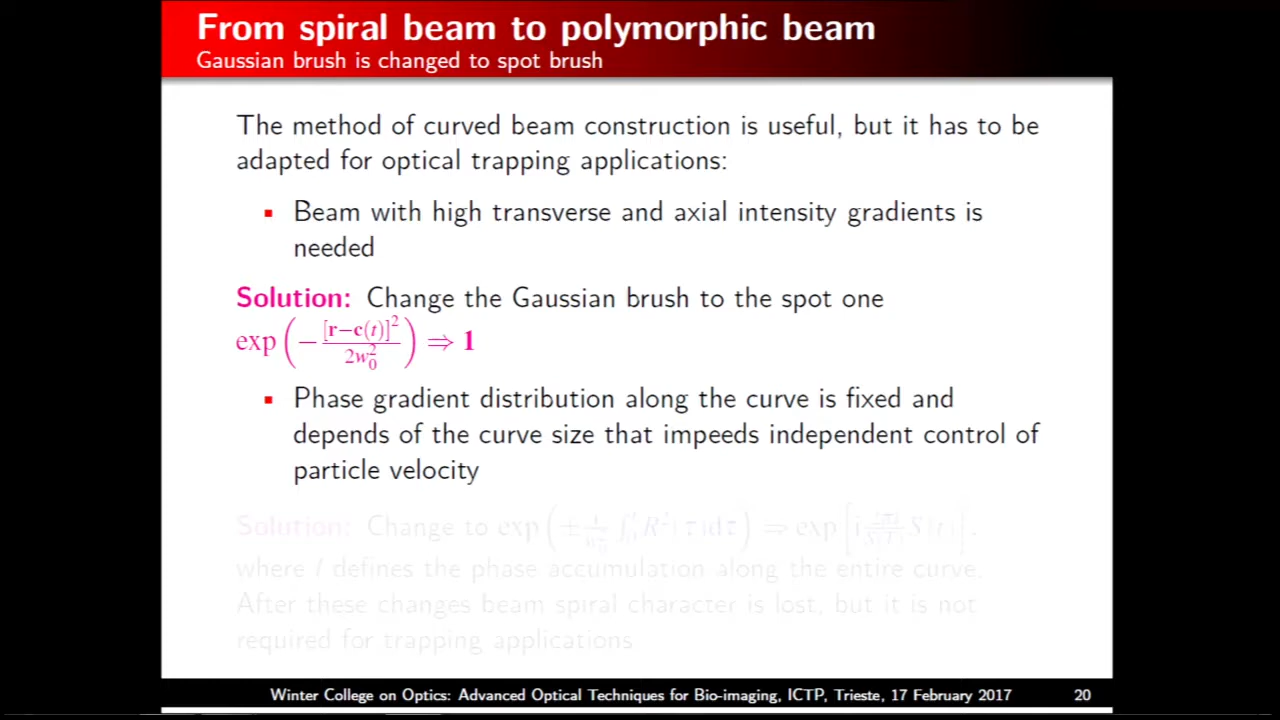 From spiral beam to polymorphic beam
Gaussian brush is changed to spot brush
The method of curved beam construction is useful, but it has to be
adapted for optical trapping applications:
▪ Beam with high transverse and axial intensity gradients is
needed
Solution: Change the Gaussian brush to the spot one
exp(−[r−c(t)]²/2w₀²) ⇒ 1
▪ Phase gradient distribution along the curve is fixed and
depends of the curve size that impeeds independent control of
particle velocity
Solution: Change to exp ⇒ exp
where l defines the phase accumulation along the entire curve.
After these changes beam spiral character is lost, but it is not
required for trapping applications
Winter College on Optics: Advanced Optical Techniques for Bio-imaging, ICTP, Trieste, 17 February 2017 20